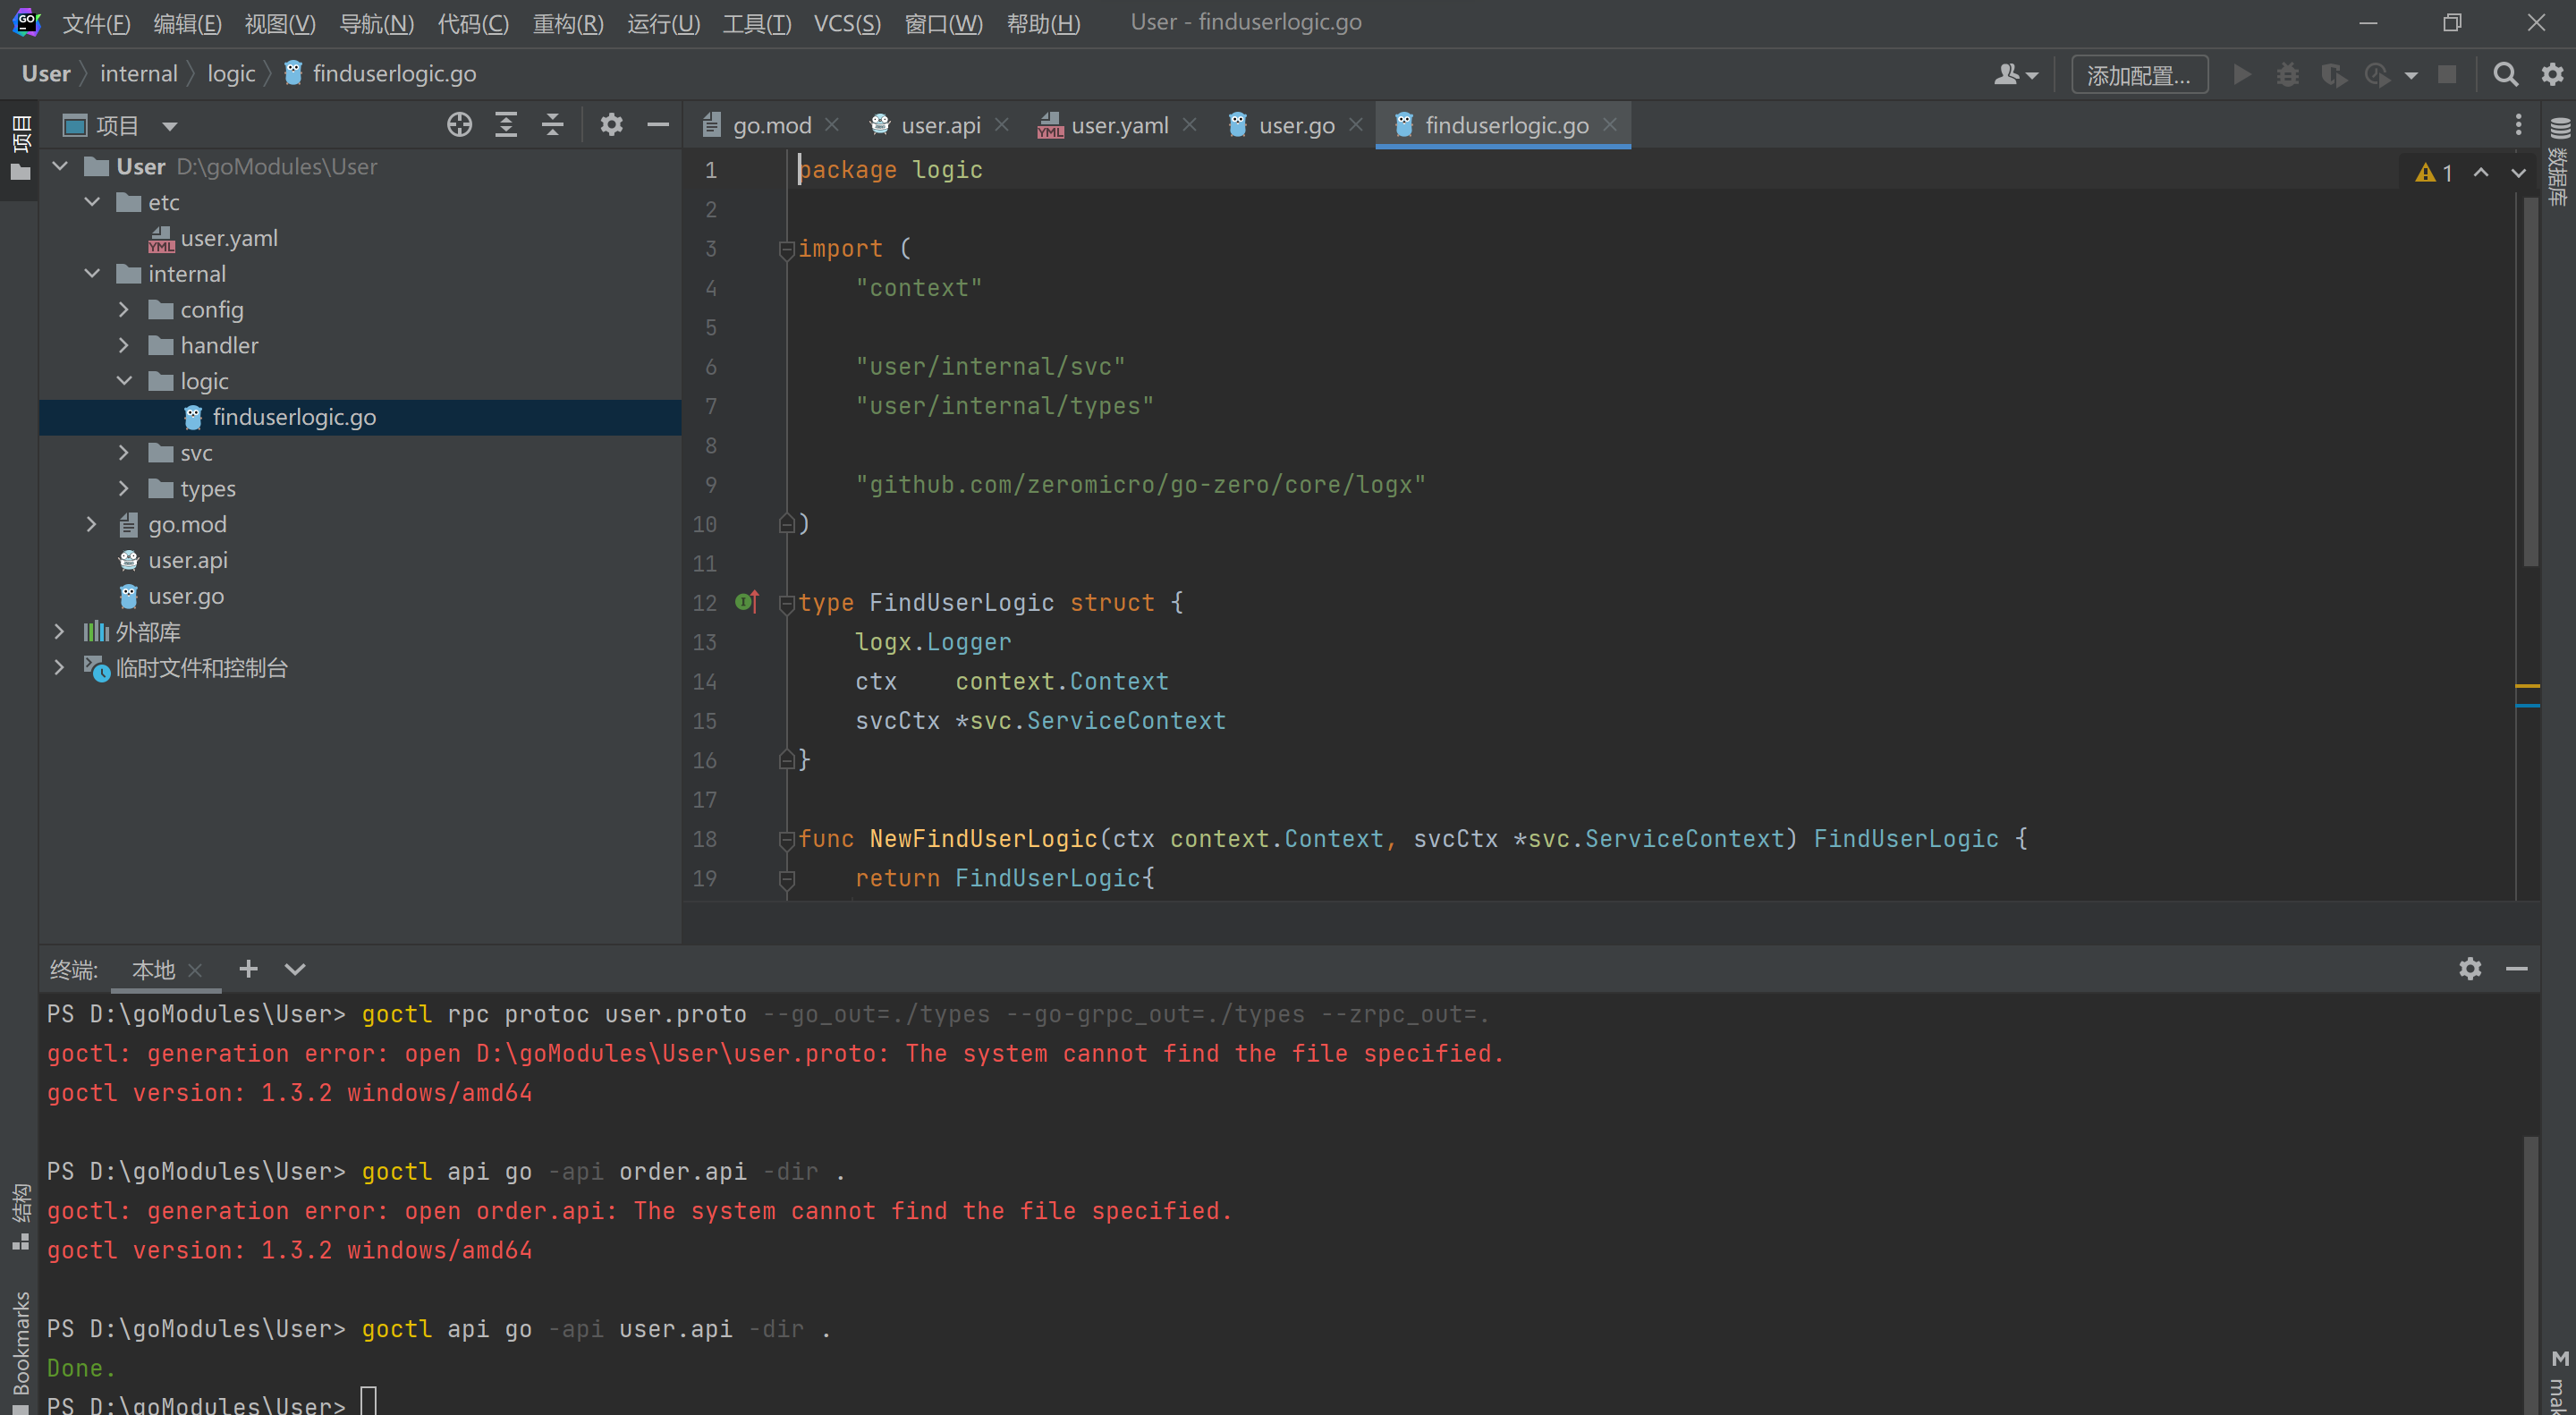 文件(F) 编辑(E) 视图(V) 导航(N) 代码(C) 重构(R) 运行(U) 工具(T) VCS(S) 窗口(W) 帮助(H) User - finduserlogic.go
User internal logic finduserlogic.go 添加配置...
项目
项目
go.mod user.api user.yaml user.go finduserlogic.go
数据库
User D:\goModules\User
etc
user.yaml
internal
config
handler
logic
finduserlogic.go
svc
types
go.mod
user.api
user.go
外部库
临时文件和控制台
1 package logic
1
2
3 import (
4 "context"
5
6 "user/internal/svc"
7 "user/internal/types"
8
9 "github.com/zeromicro/go-zero/core/logx"
10 )
11
12 type FindUserLogic struct {
13 logx.Logger
14 ctx context.Context
15 svcCtx *svc.ServiceContext
16 }
17
18 func NewFindUserLogic(ctx context.Context, svcCtx *svc.ServiceContext) FindUserLogic {
19 return FindUserLogic{
终端: 本地
PS D:\goModules\User> goctl rpc protoc user.proto --go_out=./types --go-grpc_out=./types --zrpc_out=.
goctl: generation error: open D:\goModules\User\user.proto: The system cannot find the file specified.
goctl version: 1.3.2 windows/amd64
PS D:\goModules\User> goctl api go -api order.api -dir .
goctl: generation error: open order.api: The system cannot find the file specified.
goctl version: 1.3.2 windows/amd64
PS D:\goModules\User> goctl api go -api user.api -dir .
Done.
PS D:\goModules\User>
结构
Bookmarks
M mak